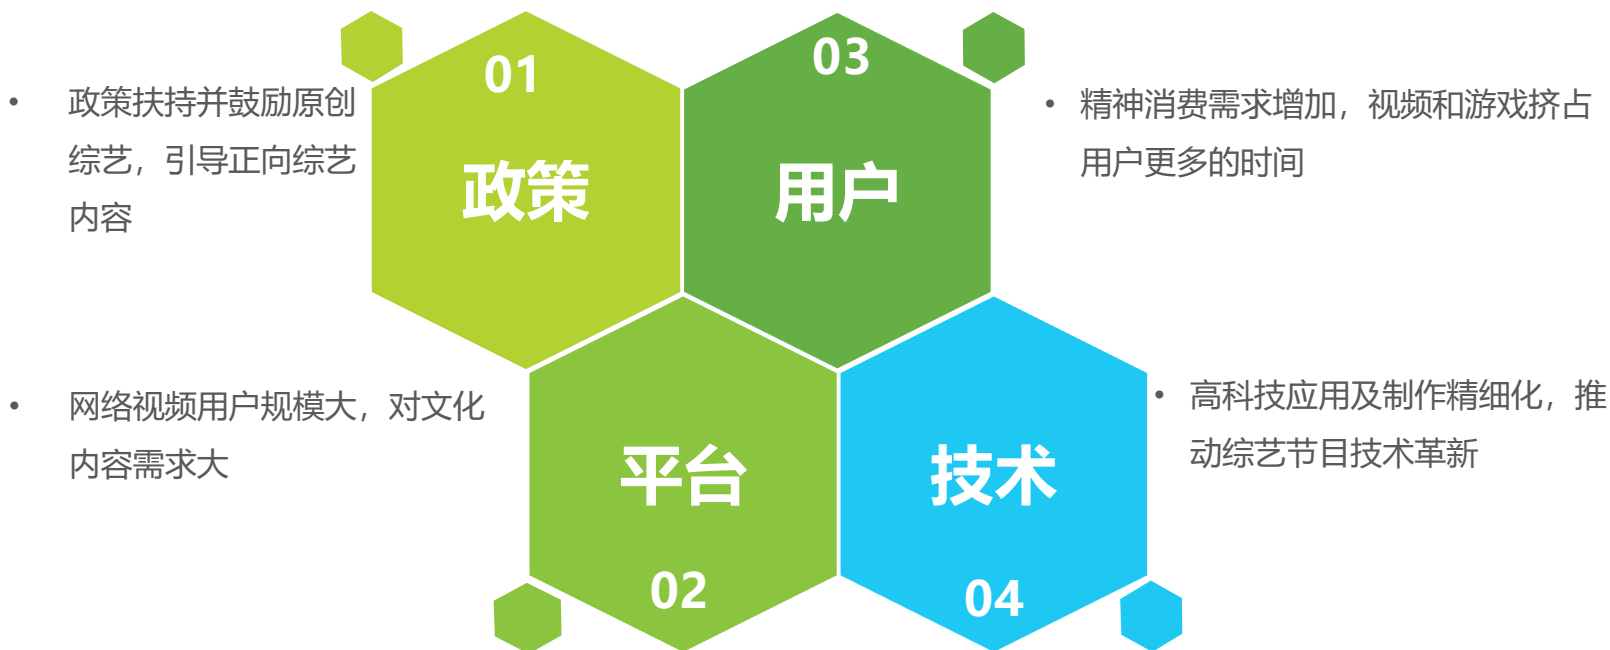 01
政策
• 政策扶持并鼓励原创
综艺，引导正向综艺
内容
平台
02
• 网络视频用户规模大，对文化
内容需求大
03
用户
• 精神消费需求增加，视频和游戏挤占
用户更多的时间
技术
04
• 高科技应用及制作精细化，推
动综艺节目技术革新